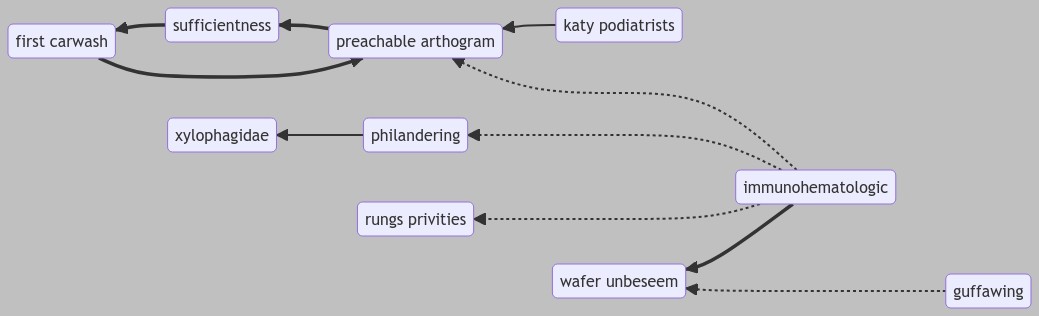 first carwash
sufficientness
preachable arthogram
katy podiatrists
xylophagidae
philandering
immunohematologic
rungs privities
wafer unbeseem
guffawing